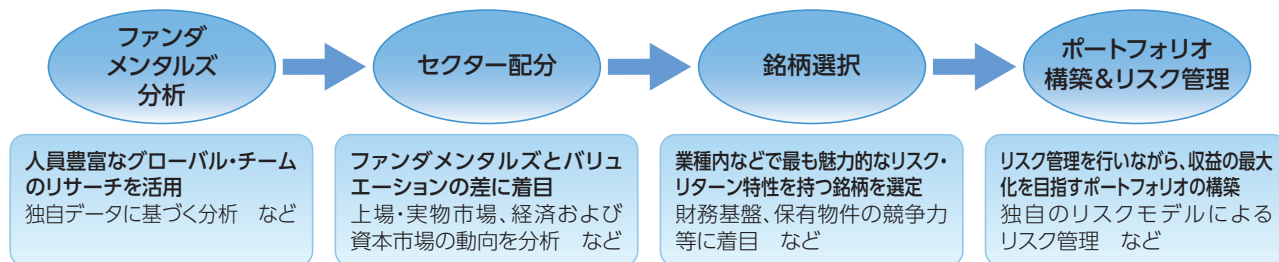 ファンダ
メンタルズ
分析
セクター配分
銘柄選択
ポートフォリオ
構築&リスク管理
人員豊富なグローバル・チーム
のリサーチを活用
独自データに基づく分析　など
ファンダメンタルズとバリュ
エーションの差に着目
上場・実物市場、経済および
資本市場の動向を分析　など
業種内などで最も魅力的なリスク・
リターン特性を持つ銘柄を選定
財務基盤、保有物件の競争力
等に着目　など
リスク管理を行いながら、収益の最大
化を目指すポートフォリオの構築
独自のリスクモデルによる
リスク管理　など